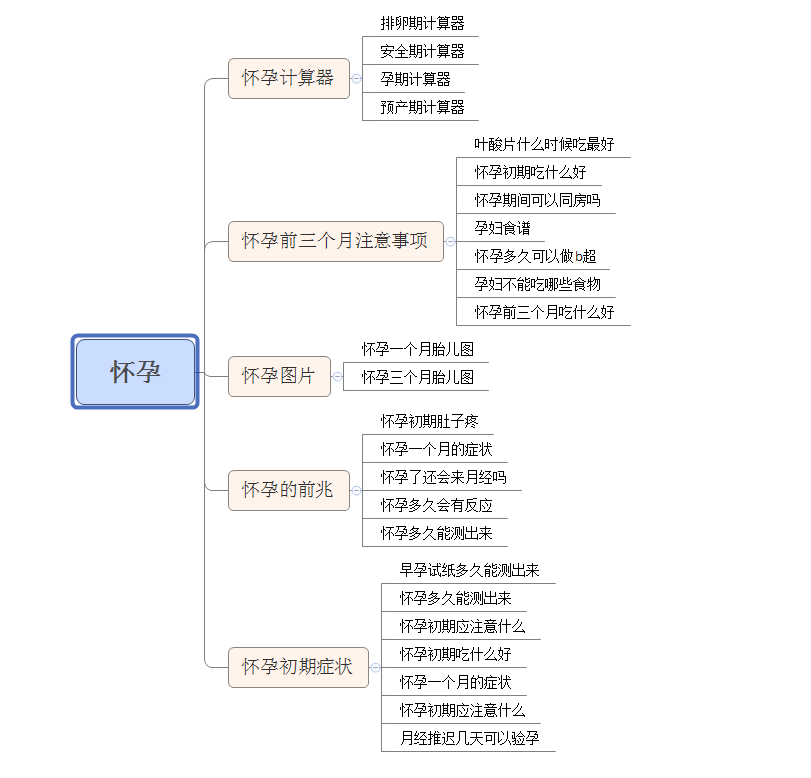 怀孕
怀孕计算器
排卵期计算器
安全期计算器
孕期计算器
预产期计算器
怀孕前三个月注意事项
叶酸片什么时候吃最好
怀孕初期吃什么好
怀孕期间可以同房吗
孕妇食谱
怀孕多久可以做b超
孕妇不能吃哪些食物
怀孕前三个月吃什么好
怀孕图片
怀孕一个月胎儿图
怀孕三个月胎儿图
怀孕的前兆
怀孕初期肚子疼
怀孕一个月的症状
怀孕了还会来月经吗
怀孕多久会有反应
怀孕多久能测出来
怀孕初期症状
早孕试纸多久能测出来
怀孕多久能测出来
怀孕初期应注意什么
怀孕初期吃什么好
怀孕一个月的症状
怀孕初期应注意什么
月经推迟几天可以验孕